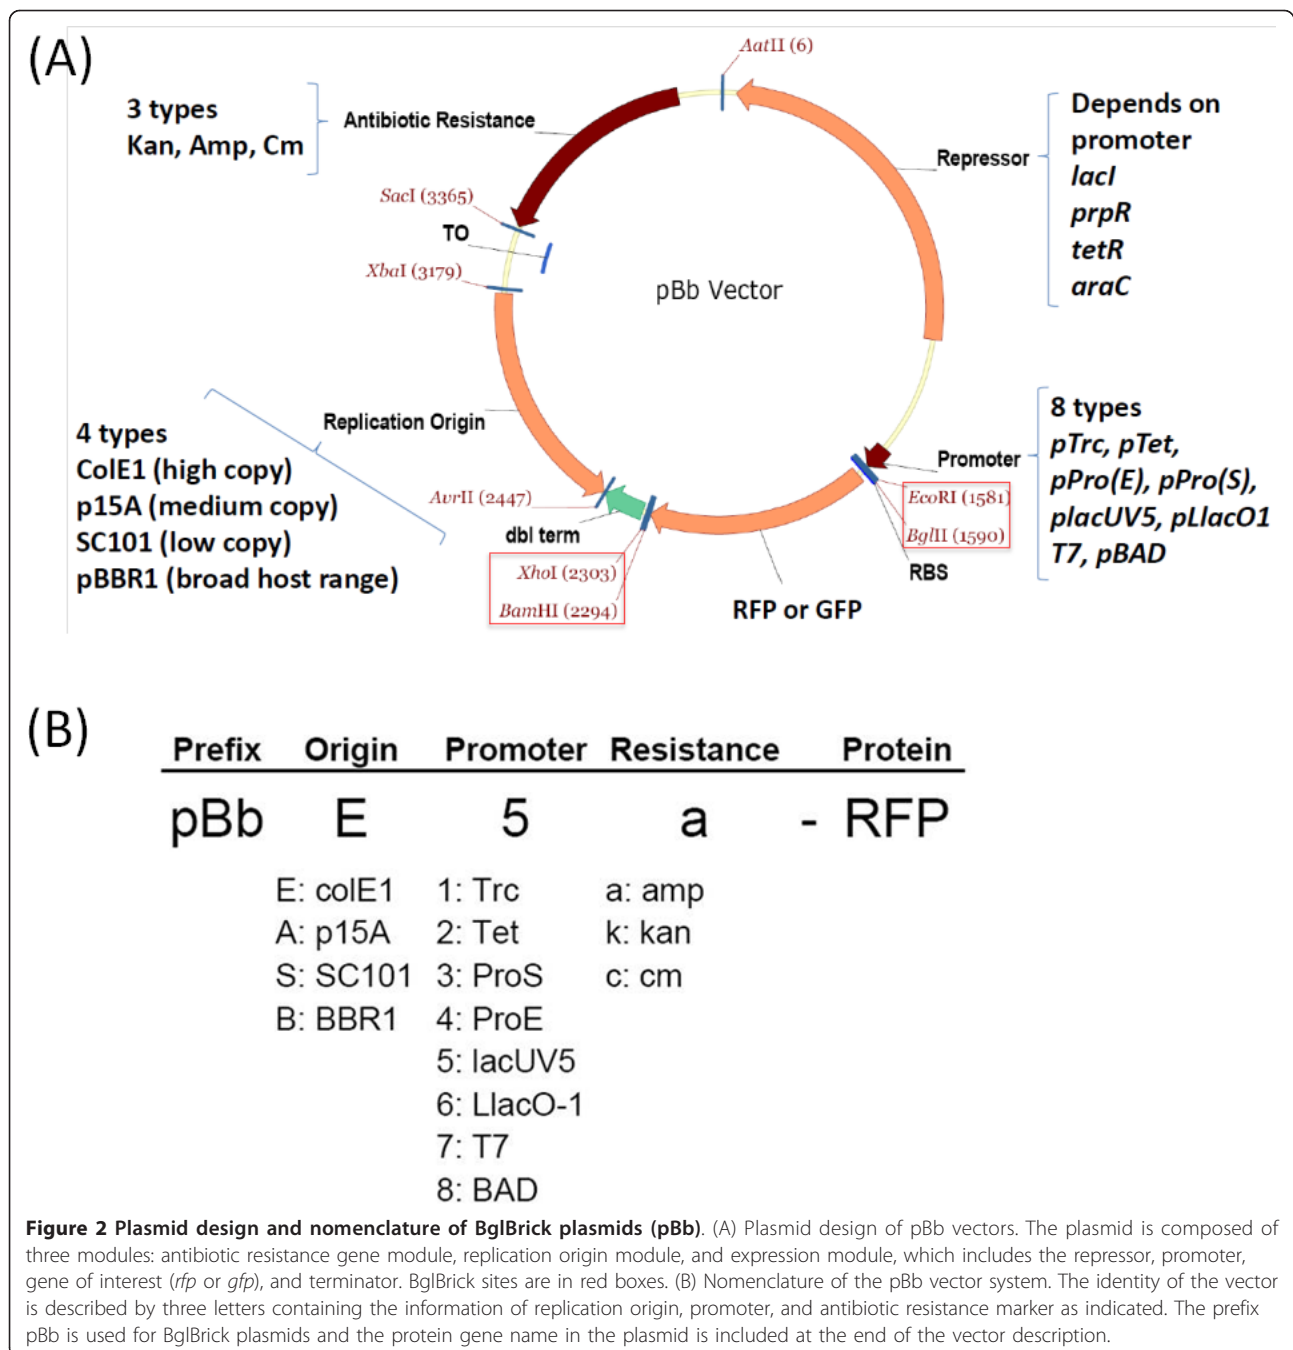 (A)
AatII (6)
3 types
Kan, Amp, Cm
Antibiotic Resistance
Depends on
promoter
lacI
prpR
tetR
araC
Repressor
SacI (3365)
TO
XbaI (3179)
pBb Vector
Replication Origin
4 types
ColE1 (high copy)
p15A (medium copy)
SC101 (low copy)
pBBR1 (broad host range)
AvrII (2447)
dbl term
XhoI (2303)
BamHI (2294)
RFP or GFP
Promoter
EcoRI (1581)
BglII (1590)
RBS
8 types
pTrc, pTet,
pPro(E), pPro(S),
placUV5, pLlacO1
T7, pBAD
(B)
Prefix Origin Promoter Resistance Protein
pBb E 5 a - RFP
E: colE1 1: Trc a: amp
A: p15A 2: Tet k: kan
S: SC101 3: ProS c: cm
B: BBR1 4: ProE
5: lacUV5
6: LlacO-1
7: T7
8: BAD
Figure 2 Plasmid design and nomenclature of BglBrick plasmids (pBb). (A) Plasmid design of pBb vectors. The plasmid is composed of
three modules: antibiotic resistance gene module, replication origin module, and expression module, which includes the repressor, promoter,
gene of interest (rfp or gfp), and terminator. BglBrick sites are in red boxes. (B) Nomenclature of the pBb vector system. The identity of the vector
is described by three letters containing the information of replication origin, promoter, and antibiotic resistance marker as indicated. The prefix
pBb is used for BglBrick plasmids and the protein gene name in the plasmid is included at the end of the vector description.